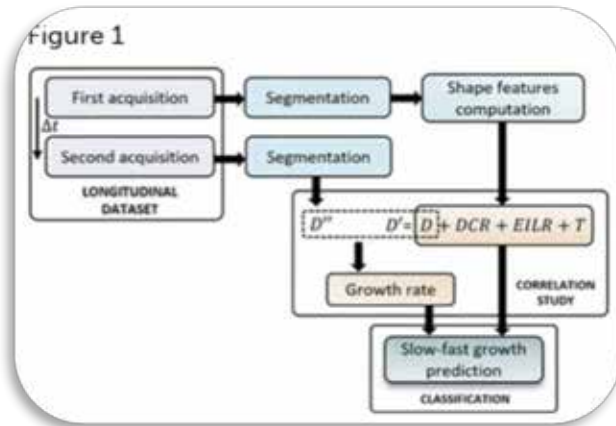 Figure 1
First acquisition
Segmentation
Shape features
computation
Δt
Second acquisition
Segmentation
LONGITUDINAL
DATASET
D'' D' = D + DCR + EILR + T
Growth rate
CORRELATION
STUDY
Slow-fast growth
prediction
CLASSIFICATION